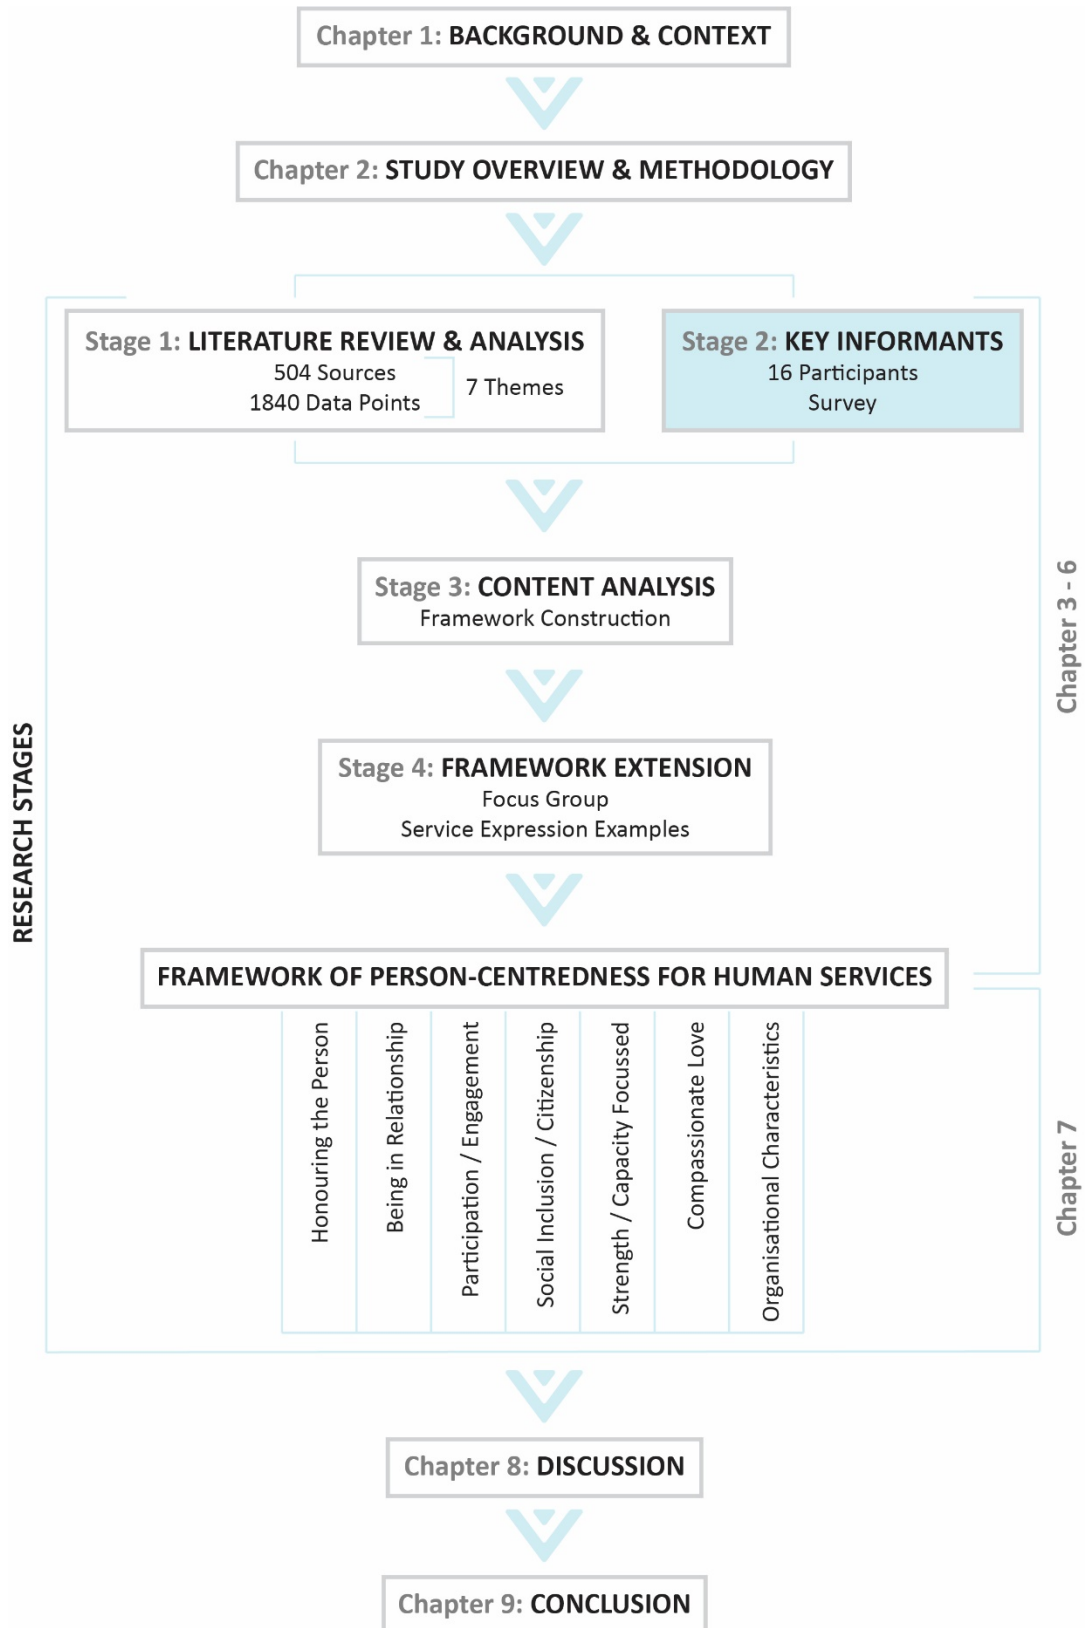 Chapter 1: BACKGROUND & CONTEXT
Chapter 2: STUDY OVERVIEW & METHODOLOGY
Stage 1: LITERATURE REVIEW & ANALYSIS
504 Sources
1840 Data Points
7 Themes
Stage 2: KEY INFORMANTS
16 Participants
Survey
Stage 3: CONTENT ANALYSIS
Framework Construction
Stage 4: FRAMEWORK EXTENSION
Focus Group
Service Expression Examples
RESEARCH STAGES
Chapter 3 - 6
FRAMEWORK OF PERSON-CENTREDNESS FOR HUMAN SERVICES
Honouring the Person
Being in Relationship
Participation / Engagement
Social Inclusion / Citizenship
Strength / Capacity Focussed
Compassionate Love
Organisational Characteristics
Chapter 7
Chapter 8: DISCUSSION
Chapter 9: CONCLUSION